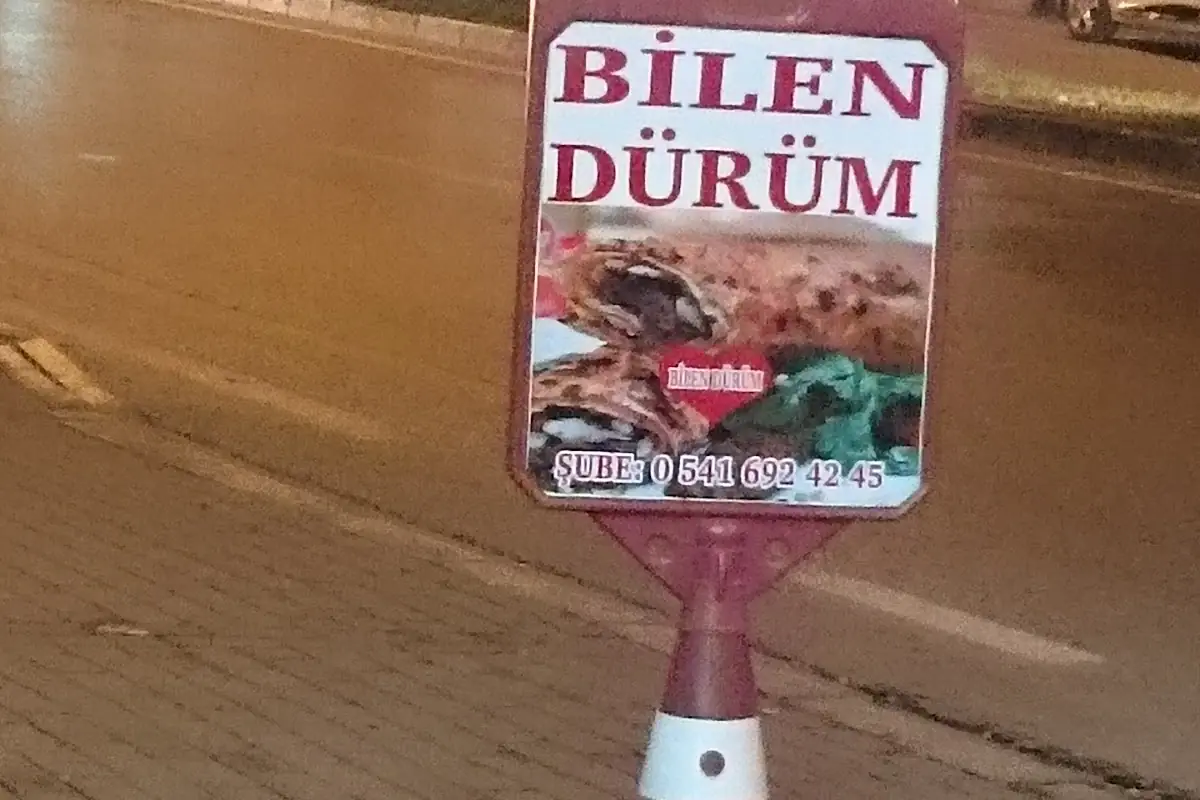 BİLEN
DÜRÜM
BİLEN DÜRÜM
ŞUBE: 0 541 692 42 45